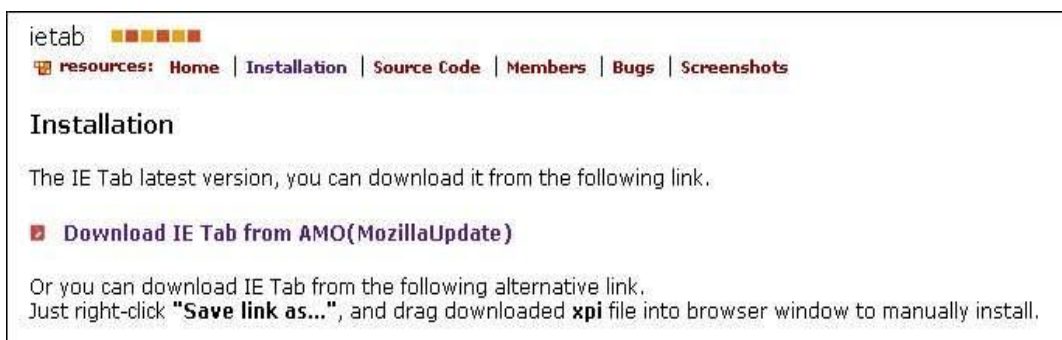 ietab
resources: Home | Installation | Source Code | Members | Bugs | Screenshots
Installation
The IE Tab latest version, you can download it from the following link.
Download IE Tab from AMO(MozillaUpdate)
Or you can download IE Tab from the following alternative link.
Just right-click "Save link as...", and drag downloaded xpi file into browser window to manually install.